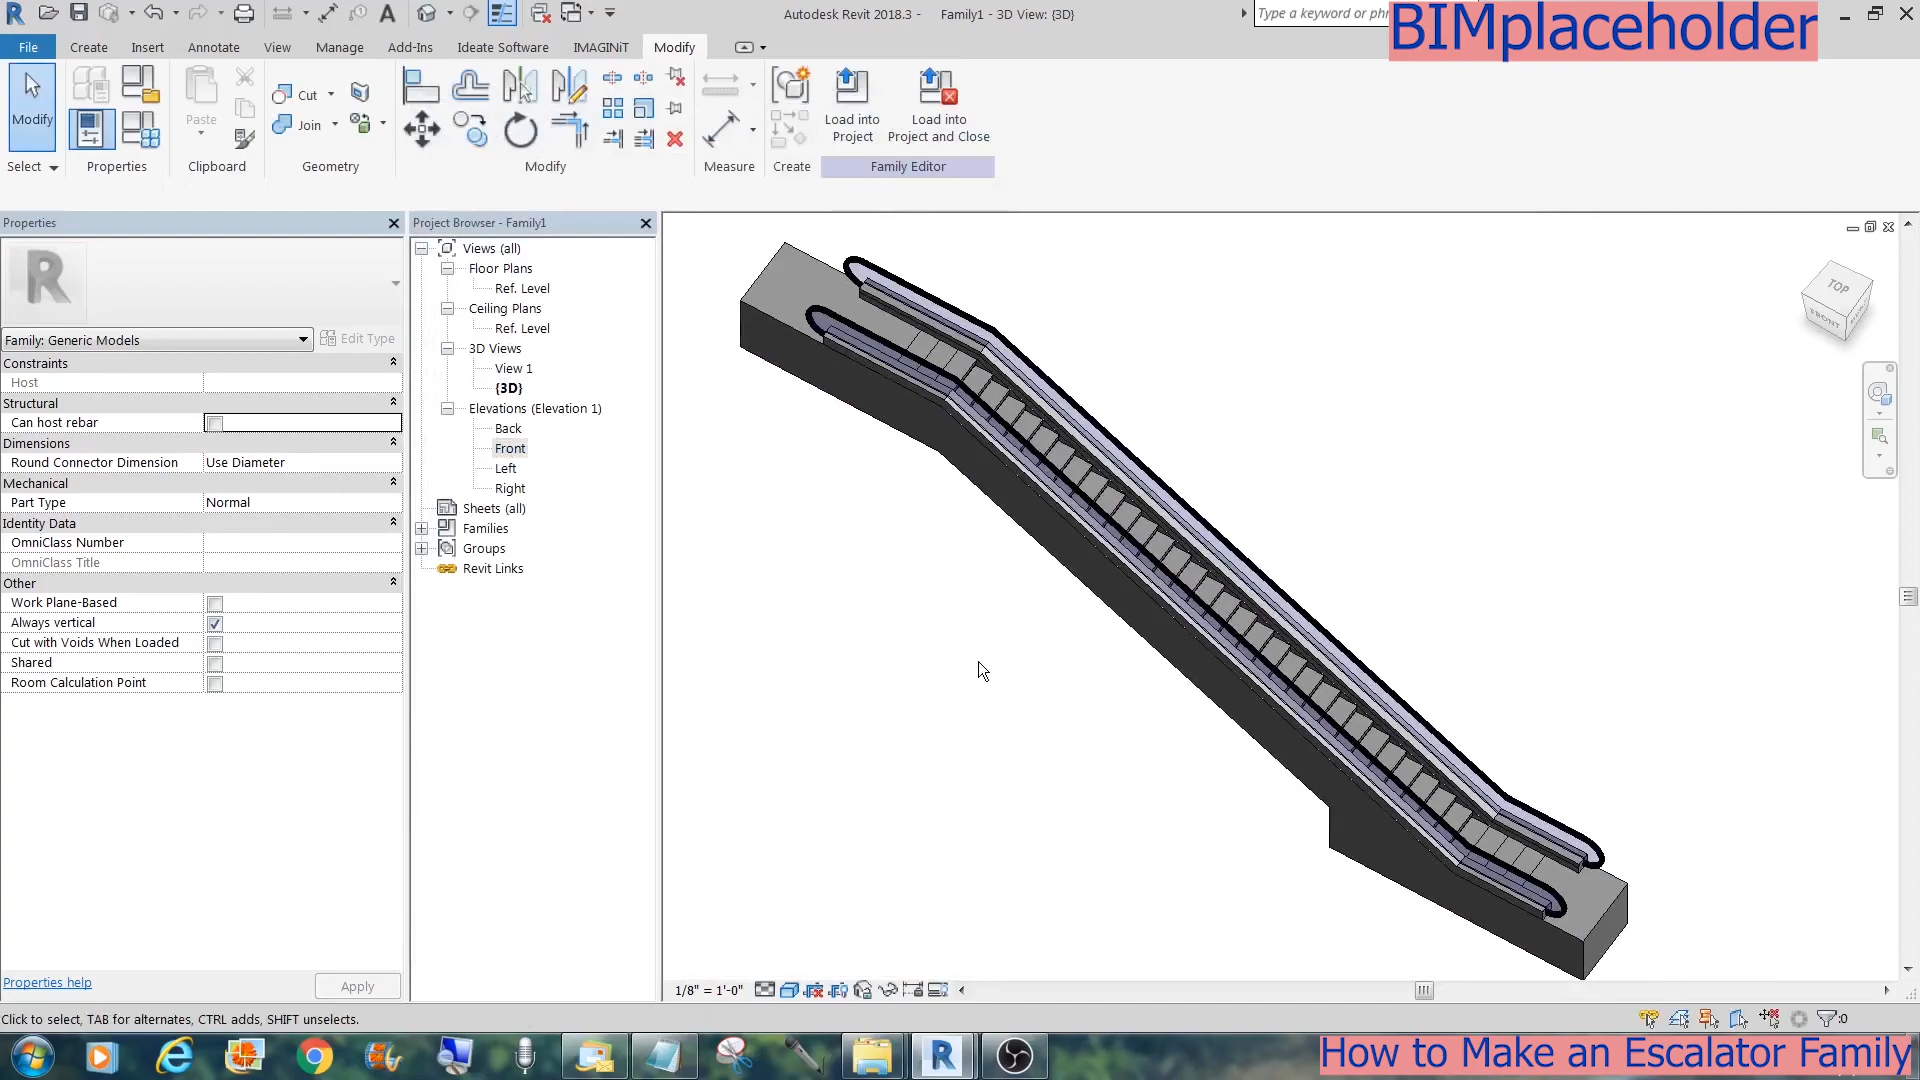 Autodesk Revit 2018.3 - Family1 - 3D View: {3D}
Type a keyword or phr
BIMplaceholder
File Create Insert Annotate View Manage Add-Ins Ideate Software IMAGINiT Modify
Modify
Paste
Cut
Join
Load into Project
Load into Project and Close
Select Properties Clipboard Geometry Modify Measure Create Family Editor
Properties
R
Family: Generic Models
Edit Type
Constraints
Host
Structural
Can host rebar
Dimensions
Round Connector Dimension Use Diameter
Mechanical
Part Type Normal
Identity Data
OmniClass Number
OmniClass Title
Other
Work Plane-Based
Always vertical
Cut with Voids When Loaded
Shared
Room Calculation Point
Properties help
Apply
Project Browser - Family1
Views (all)
Floor Plans
Ref. Level
Ceiling Plans
Ref. Level
3D Views
View 1
{3D}
Elevations (Elevation 1)
Back
Front
Left
Right
Sheets (all)
Families
Groups
Revit Links
TOP
FRONT
1/8" = 1'-0"
Click to select, TAB for alternates, CTRL adds, SHIFT unselects.
:0
How to Make an Escalator Family